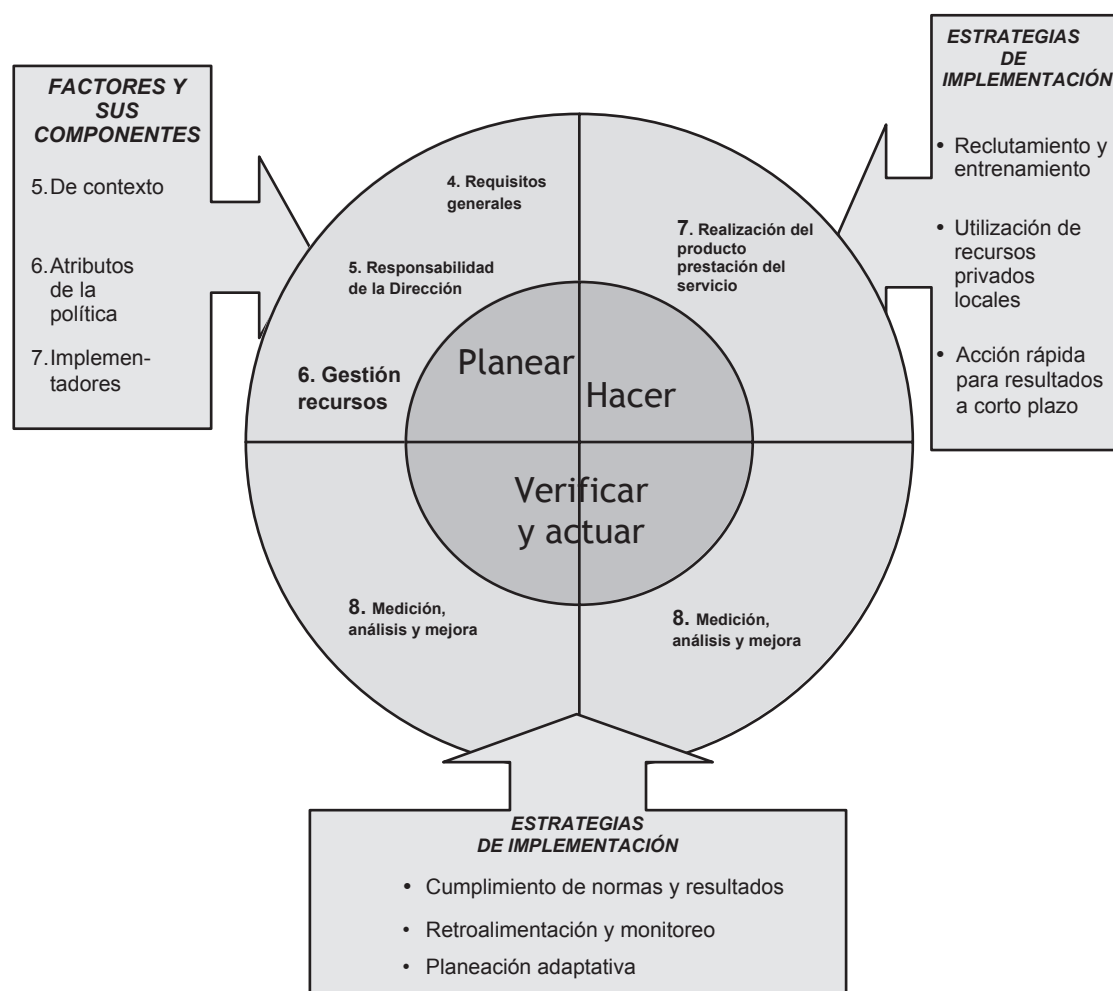 FACTORES Y
SUS
COMPONENTES
5. De contexto
6. Atributos
de la
política
7. Implemen-
tadores
4. Requisitos
generales
5. Responsabilidad
de la Dirección
6. Gestión
recursos
Planear
7. Realización del
producto
prestación del
servicio
Hacer
Verificar
y actuar
8. Medición,
análisis y mejora
8. Medición,
análisis y mejora
ESTRATEGIAS
DE
IMPLEMENTACIÓN
• Reclutamiento y
entrenamiento
• Utilización de
recursos
privados
locales
• Acción rápida
para resultados
a corto plazo
ESTRATEGIAS
DE IMPLEMENTACIÓN
• Cumplimiento de normas y resultados
• Retroalimentación y monitoreo
• Planeación adaptativa